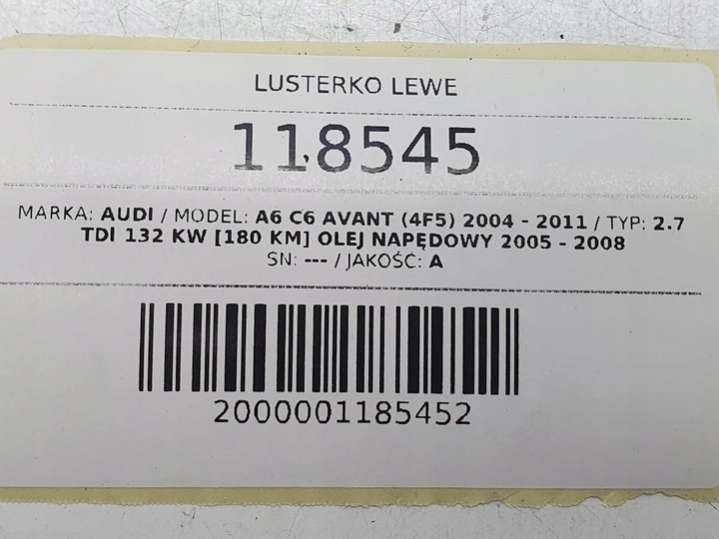 LUSTERKO LEWE
118545
MARKA: AUDI / MODEL: A6 C6 AVANT (4F5) 2004 - 2011 / TYP: 2.7
TDI 132 KW [180 KM] OLEJ NAPĘDOWY 2005 - 2008
SN: --- / JAKOŚĆ: A
2000001185452